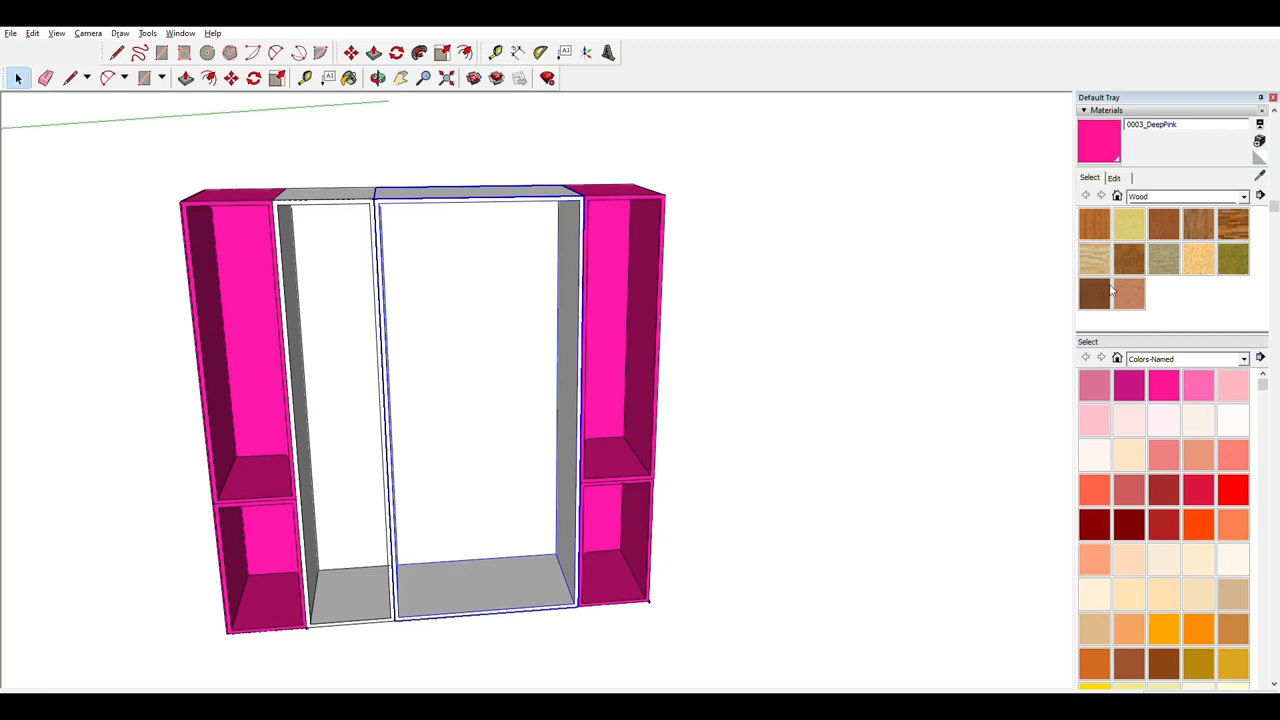 File Edit View Camera Draw Tools Window Help
Default Tray
Materials
0003_DeepPink
Select Edit
Wood
Select
Colors-Named